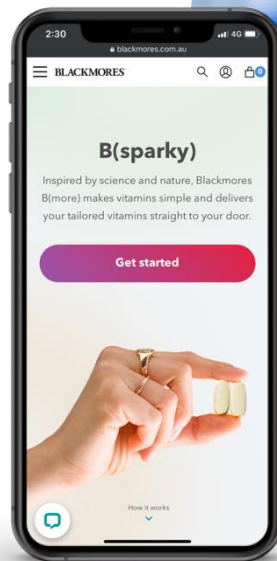 2:30
4G
blackmores.com.au
BLACKMORES
0
B(sparky)
Inspired by science and nature, Blackmores
B(more) makes vitamins simple and delivers
your tailored vitamins straight to your door.
Get started
How it works